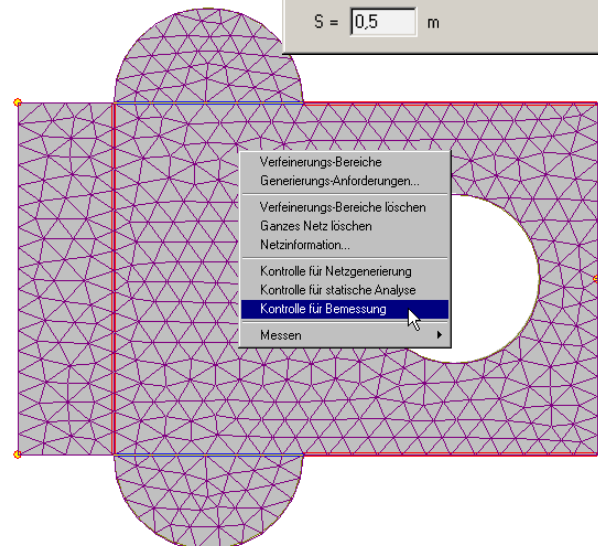 S = 0,5 m
Verfeinerungs-Bereiche
Generierungs-Anforderungen...
Verfeinerungs-Bereiche löschen
Ganzes Netz löschen
Netzinformation...
Kontrolle für Netzgenerierung
Kontrolle für statische Analyse
Kontrolle für Bemessung
Messen